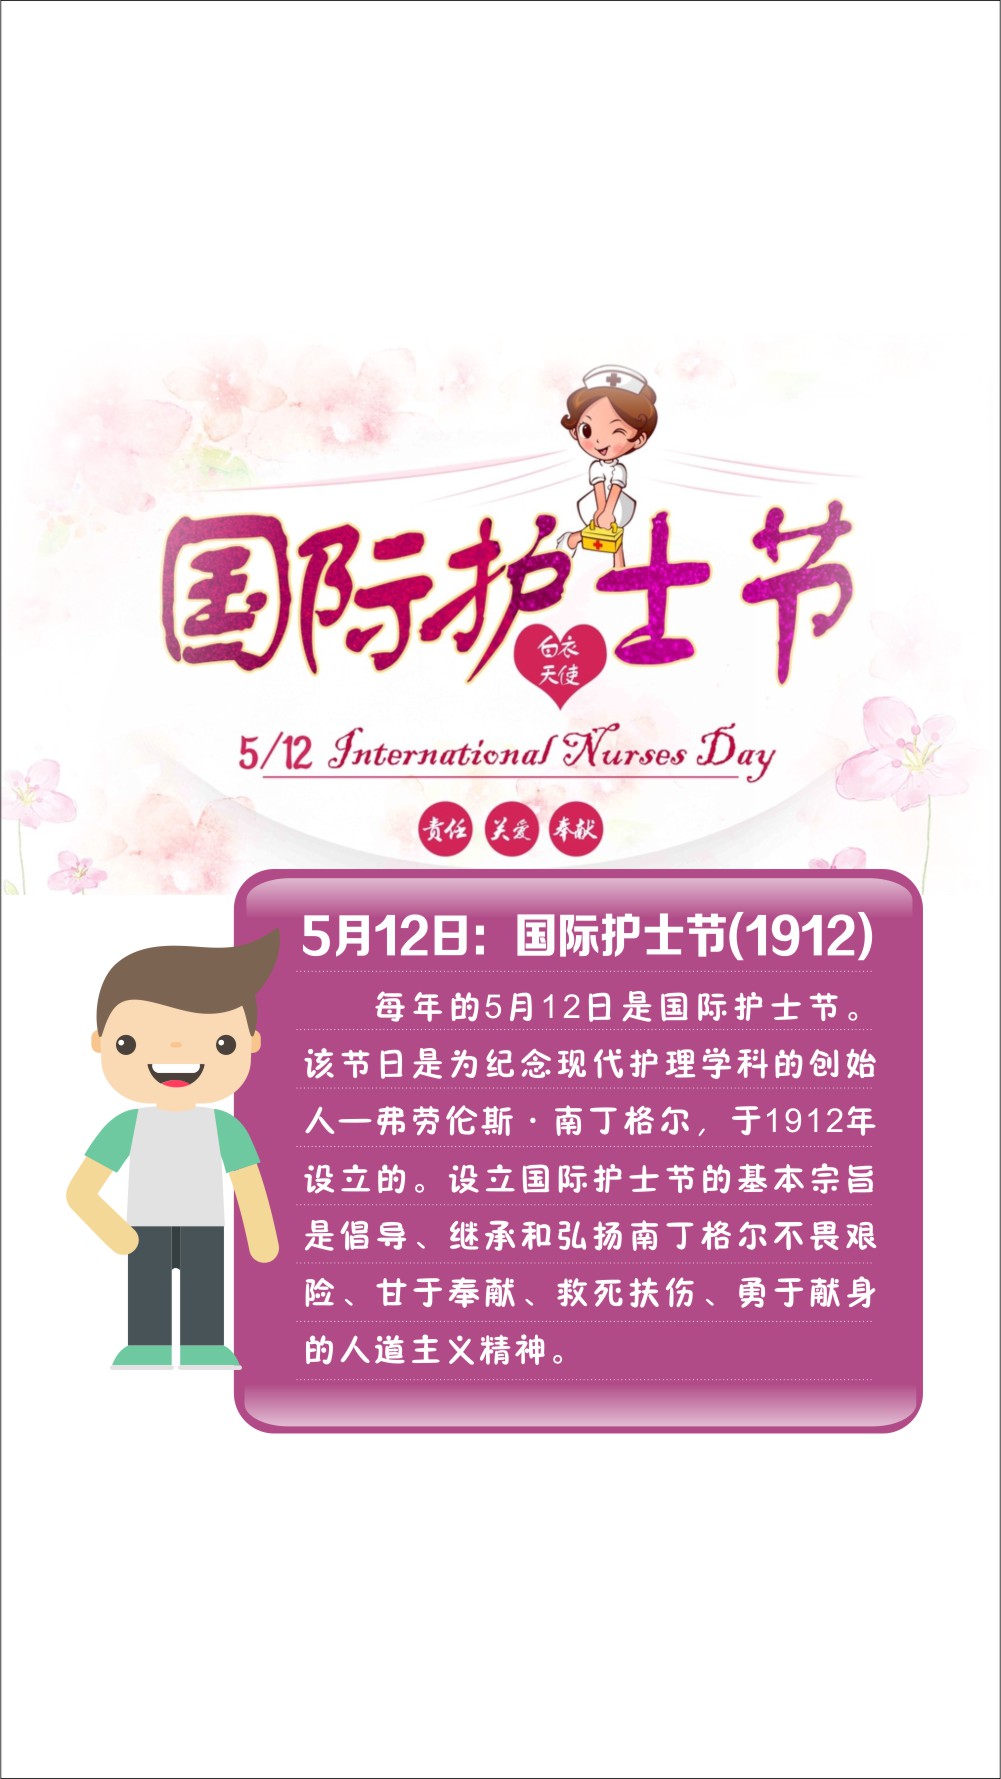 国际护士节
白衣
天使
5/12 International Nurses Day
责任 关爱 奉献
5月12日：国际护士节(1912)
每年的5月12日是国际护士节。
该节日是为纪念现代护理学科的创始
人—弗劳伦斯·南丁格尔，于1912年
设立的。设立国际护士节的基本宗旨
是倡导、继承和弘扬南丁格尔不畏艰
险、甘于奉献、救死扶伤、勇于献身
的人道主义精神。